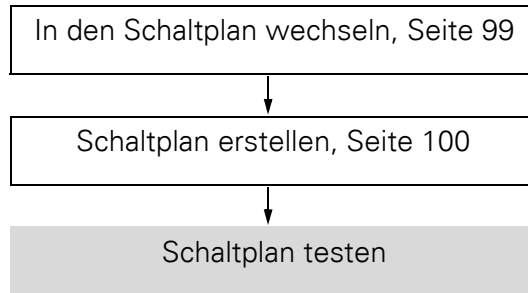 In den Schaltplan wechseln, Seite 99
Schaltplan erstellen, Seite 100
Schaltplan testen